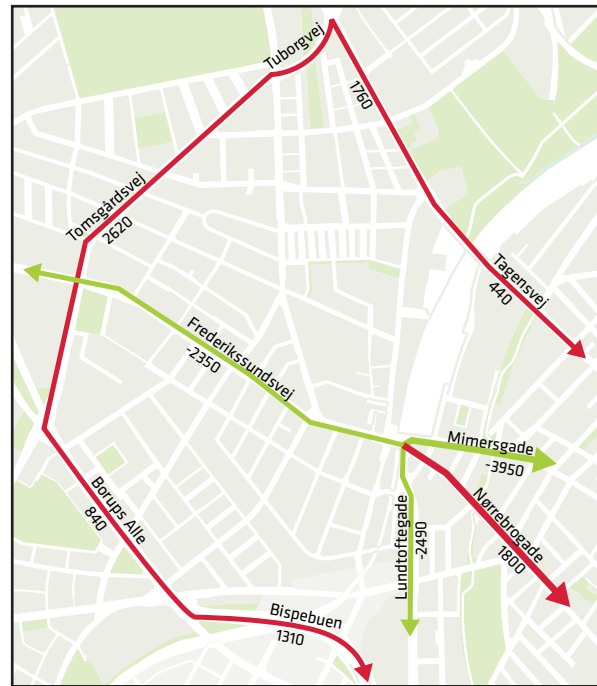 Tuborgvej
1760
Tomsgårdsvej
2620
Tagensvej
440
Frederikssundsvej
-2350
Mimersgade
-3950
Borups Alle
840
Lundtoftegade
-2490
Nørrebrogade
1800
Bispebuen
1310